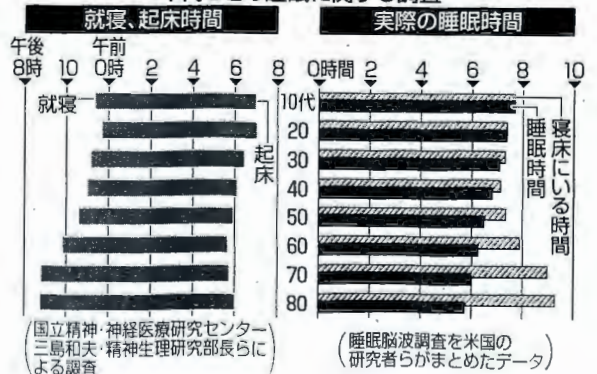 就寝、起床時間
実際の睡眠時間
午後
8時 10 午前
0時 2 4 6 8
0時間 2 4 6 8 10
就寝
起床
10代
20
30
40
50
60
70
80
睡眠時間
寝床にいる時間
(国立精神・神経医療研究センター
三島和夫・精神生理研究部長らに
よる調査)
(睡眠脳波調査を米国の
研究者らがまとめたデータ)